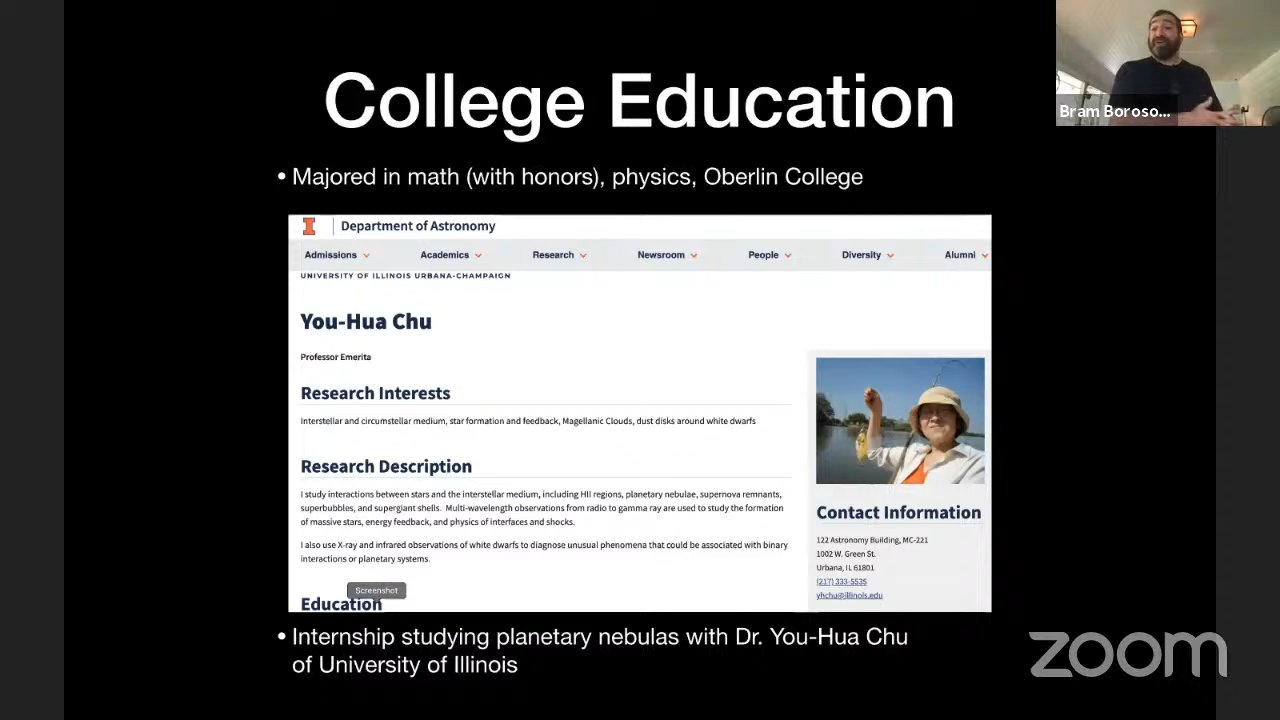 College Education
Bram Boroso...
• Majored in math (with honors), physics, Oberlin College
I
Department of Astronomy
Admissions Academics Research Newsroom People Diversity Alumni
UNIVERSITY OF ILLINOIS URBANA-CHAMPAIGN
You-Hua Chu
Professor Emerita
Research Interests
Interstellar and circumstellar medium, star formation and feedback, Magellanic Clouds, dust disks around white dwarfs
Research Description
I study interactions between stars and the interstellar medium, including HII regions, planetary nebulae, supernova remnants,
superbubbles, and supergiant shells. Multi-wavelength observations from radio to gamma ray are used to study the formation
of massive stars, energy feedback, and physics of interfaces and shocks.
I also use X-ray and infrared observations of white dwarfs to diagnose unusual phenomena that could be associated with binary
interactions or planetary systems.
Screenshot
Education
Contact Information
122 Astronomy Building, MC-221
1002 W. Green St.
Urbana, IL 61801
(217) 333-5535
yhchu@illinois.edu
• Internship studying planetary nebulas with Dr. You-Hua Chu
of University of Illinois
zoom